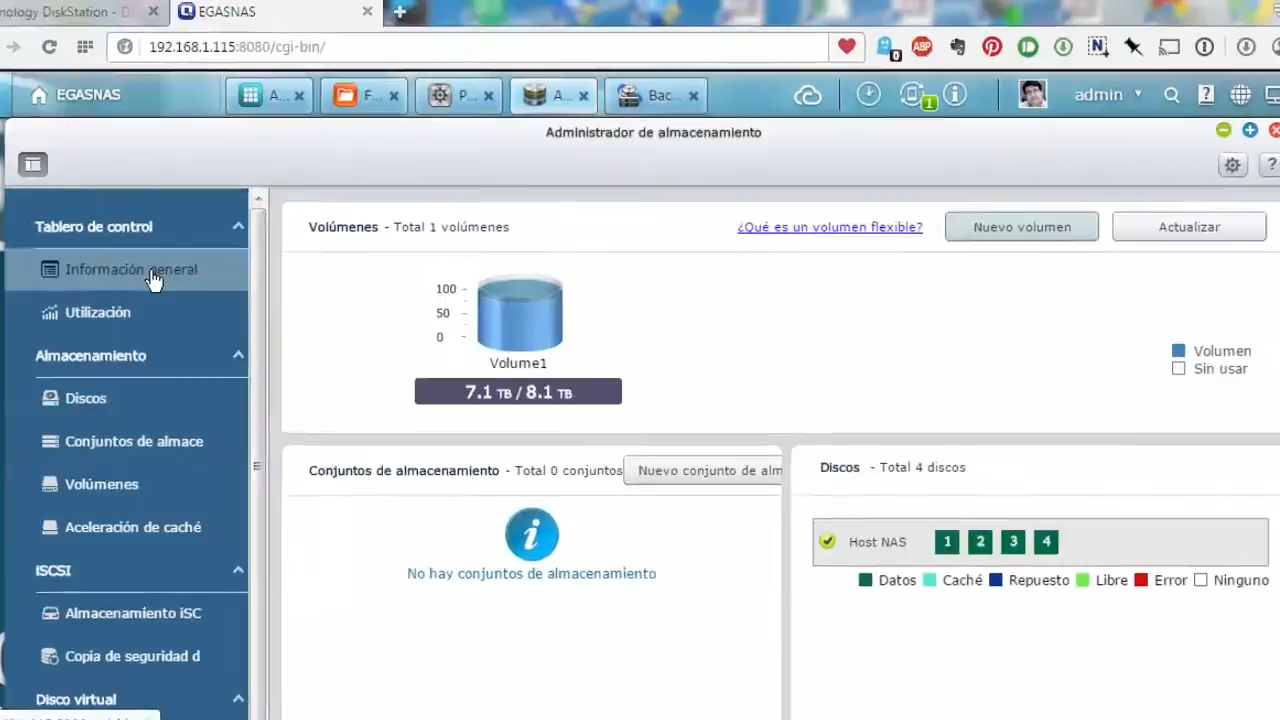 nology DiskStation - D
EGASNAS
192.168.1.115:8080/cgi-bin/
0
ABP
N
EGASNAS
A...
F...
P...
A...
Bac...
1
admin
Administrador de almacenamiento
?
Tablero de control
Información general
Utilización
Almacenamiento
Discos
Conjuntos de almace
Volúmenes
Aceleración de caché
iSCSI
Almacenamiento iSC
Copia de seguridad d
Disco virtual
Volúmenes - Total 1 volúmenes
¿Qué es un volumen flexible?
Nuevo volumen
Actualizar
100
50
0
Volume1
7.1 TB / 8.1 TB
Volumen
Sin usar
Conjuntos de almacenamiento - Total 0 conjuntos
Nuevo conjunto de alm
No hay conjuntos de almacenamiento
Discos - Total 4 discos
Host NAS 1 2 3 4
Datos Caché Repuesto Libre Error Ninguno